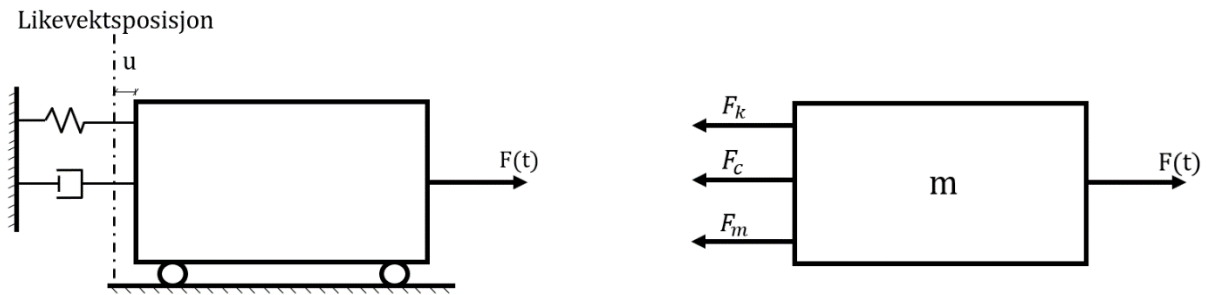 Likevektsposisjon
u
F(t)
F_k
F_c
F_m
m
F(t)